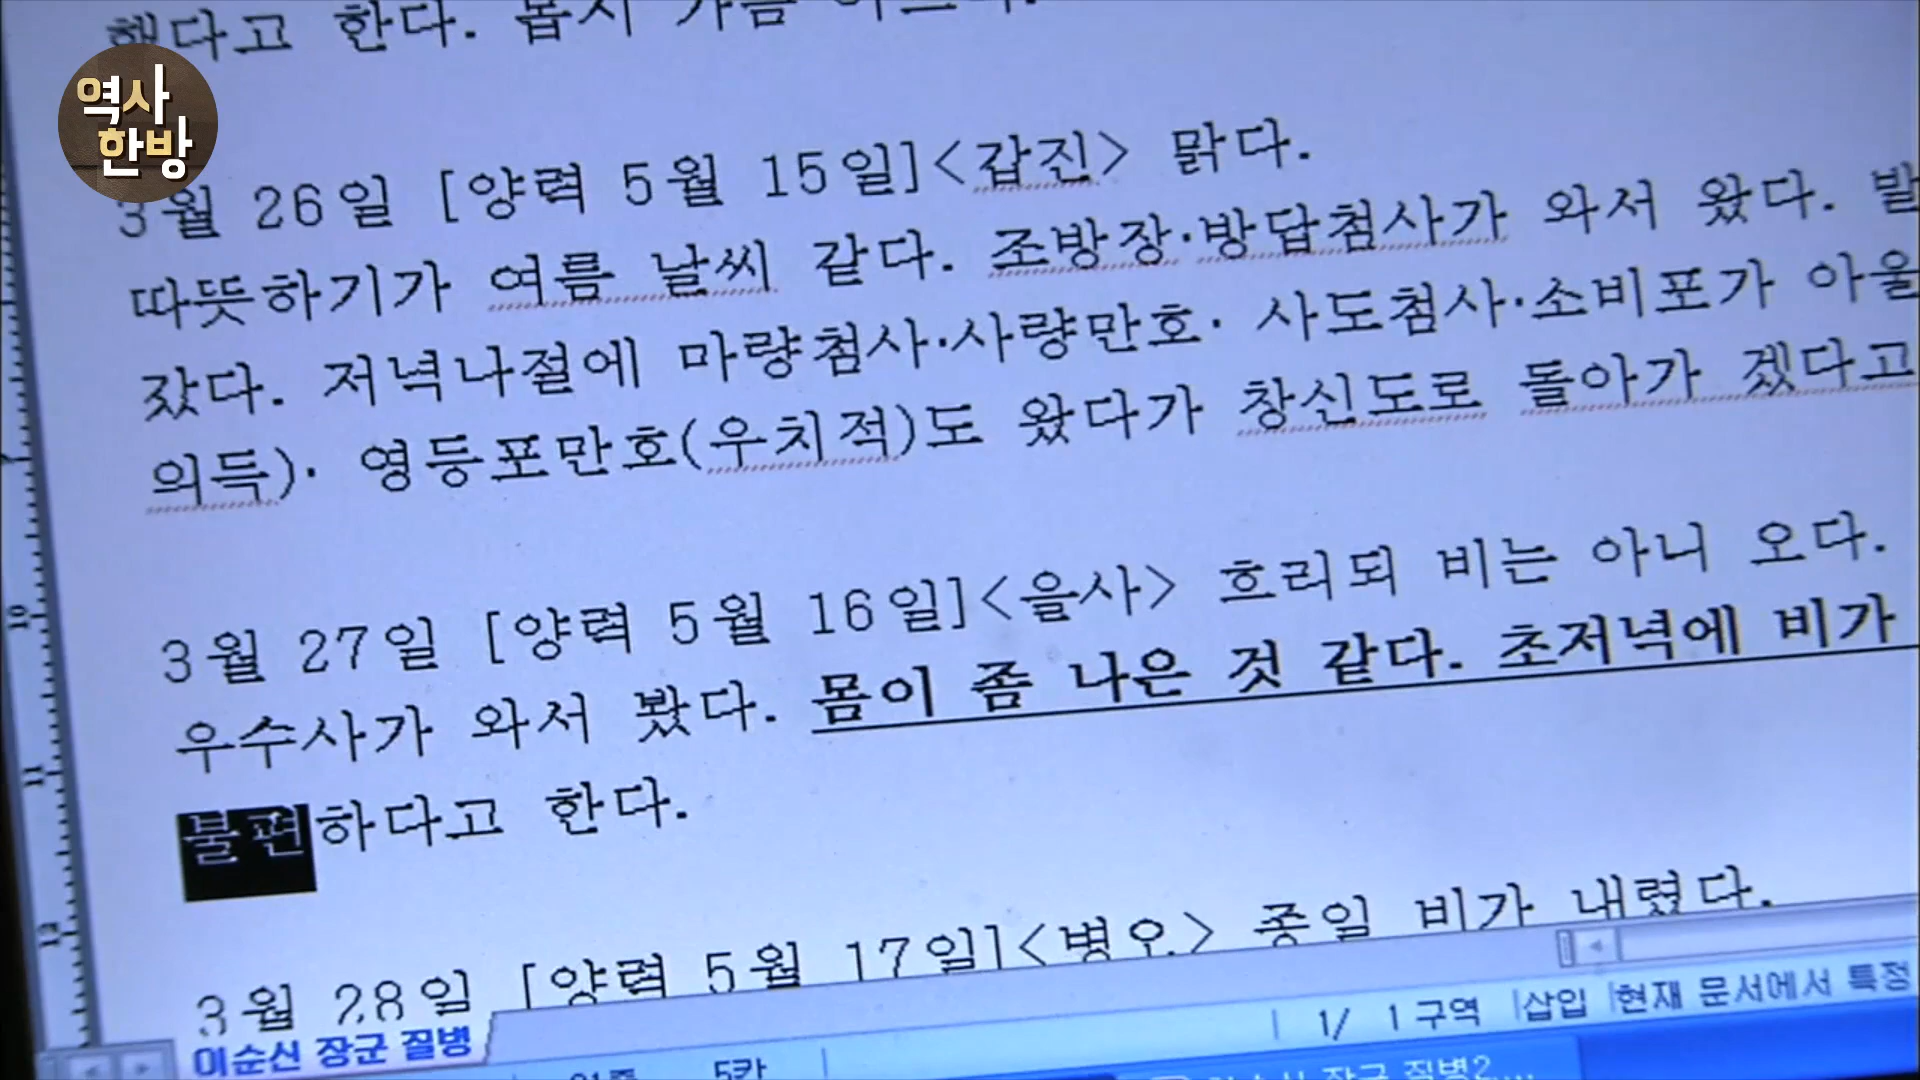 했다고 한다. 몹시
역사
한방
3월 26일 [양력 5월 15일]<갑진> 맑다.
따뜻하기가 여름 날씨 같다. 조방장·방답첨사가 와서 왔다. 발
갔다. 저녁나절에 마량첨사·사량만호· 사도첨사·소비포가 아울
의득)· 영등포만호(우치적)도 왔다가 창신도로 돌아가 겠다고
3월 27일 [양력 5월 16일]<을사> 흐리되 비는 아니 오다.
우수사가 와서 봤다. 몸이 좀 나은 것 같다. 초저녁에 비가
불편하다고 한다.
3월 28일 [양력 5월 17일]<병오> 종일 비가 내렸다.
이순신 장군 질병
1/ 1 구역 삽입 현재 문서에서 특정
5칸
10
11
12